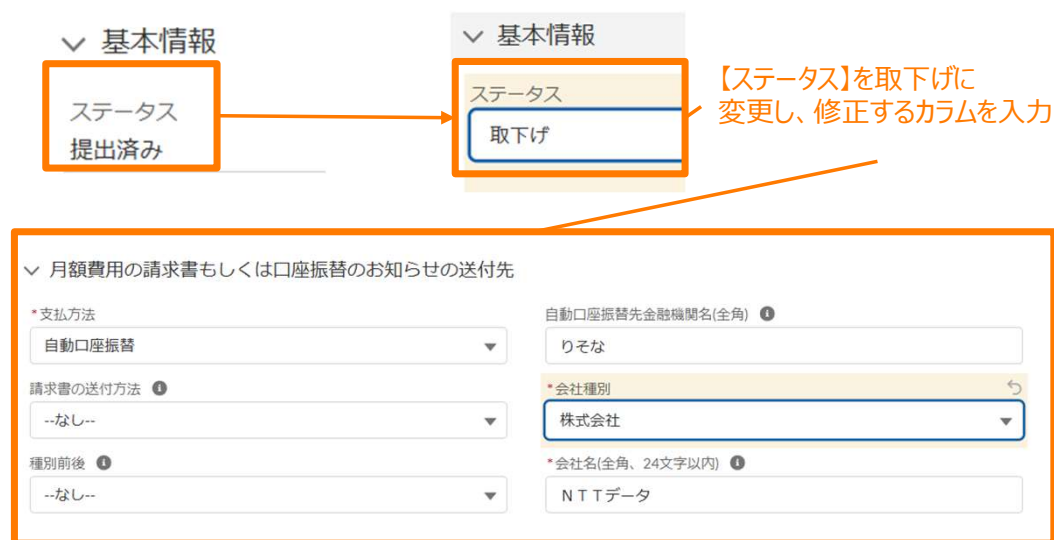 基本情報
ステータス
提出済み
基本情報
ステータス
取下げ
【ステータス】を取下げに
変更し、修正するカラムを入力
月額費用の請求書もしくは口座振替のお知らせの送付先
*支払方法
自動口座振替
自動口座振替先金融機関名(全角)
りそな
請求書の送付方法
--なし--
*会社種別
株式会社
種別前後
--なし--
*会社名(全角、24文字以内)
ＮＴＴデータ